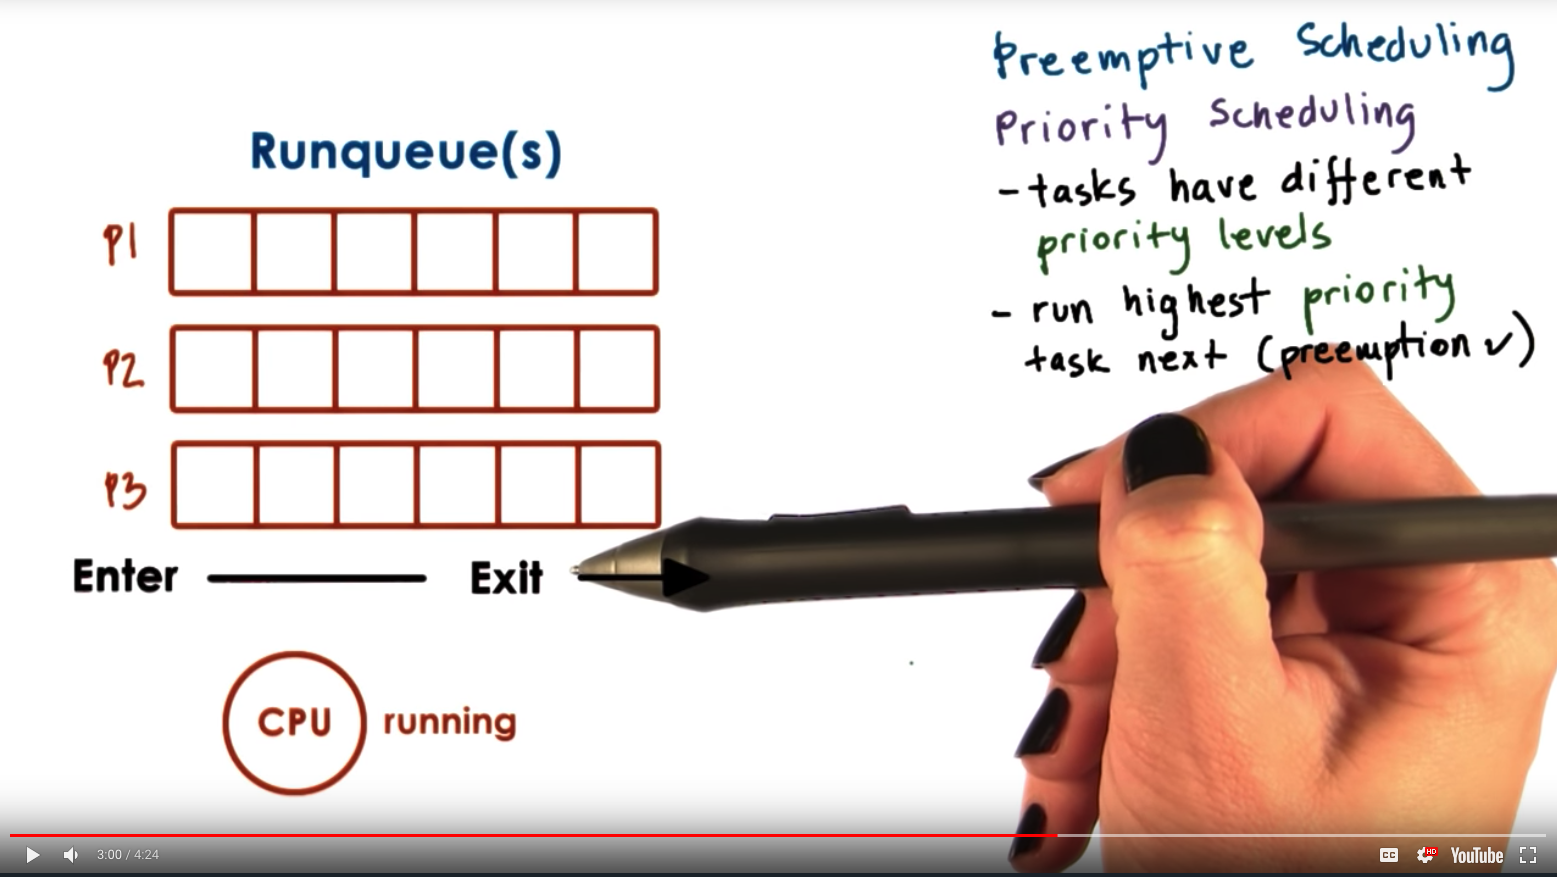 Preemptive Scheduling
Priority Scheduling
- tasks have different
priority levels
- run highest priority
task next (preemption ✓)
Runqueue(s)
P1
P2
P3
Enter Exit
CPU running
3:00 / 4:24
CC HD YouTube